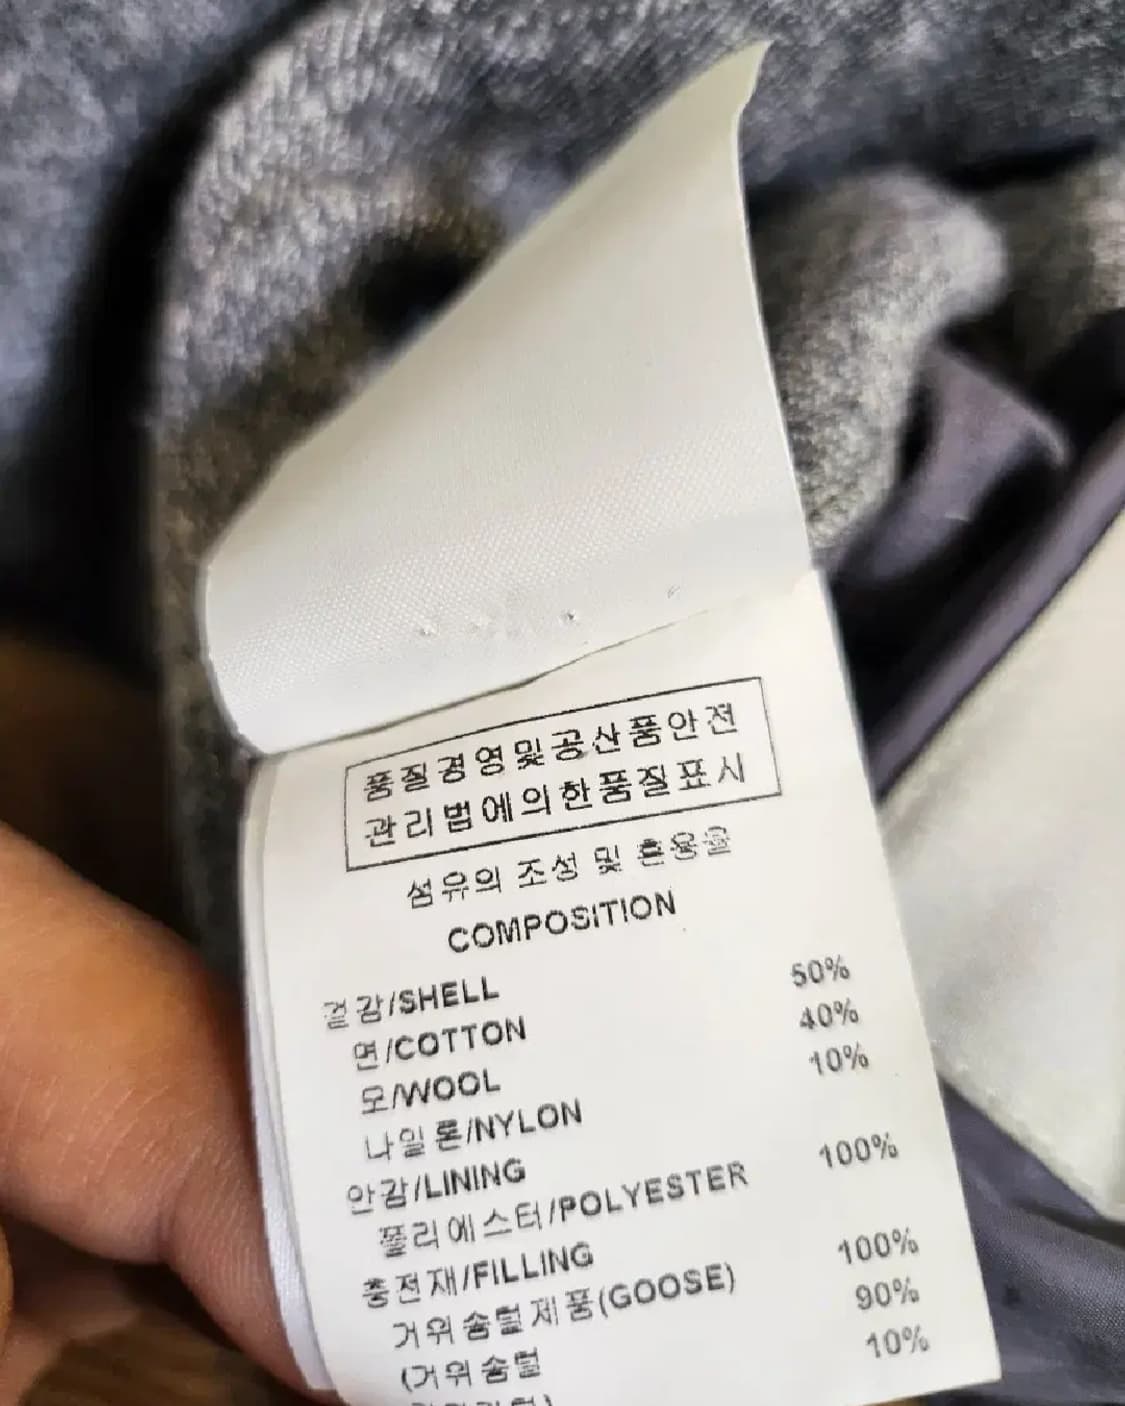 품질경영및공산품안전
관리법에의한품질표시
섬유의 조성 및 혼용율
COMPOSITION
겉감/SHELL
연/COTTON 50%
모/WOOL 40%
나일론/NYLON 10%
안감/LINING
폴리에스터/POLYESTER 100%
충전재/FILLING
거위솜털제품(GOOSE) 100%
(거위솜털 90%
10%